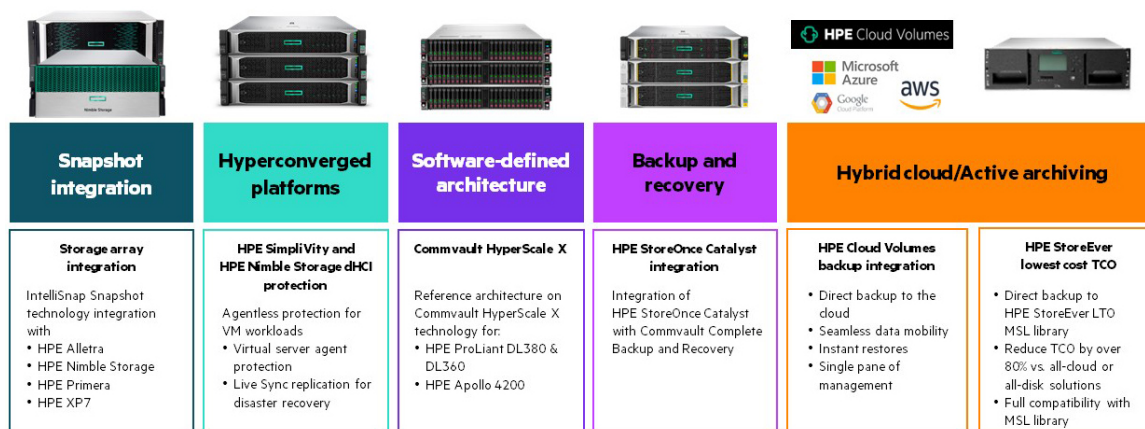 Nimble Storage
HPE Cloud Volumes
Microsoft
Azure
Google
Cloud Platform
aws
Snapshot
integration
Hyperconverged
platforms
Software-defined
architecture
Backup and
recovery
Hybrid cloud/Active archiving
Storage array
integration
IntelliSnap Snapshot
technology integration
with
• HPE Alletra
• HPE Nimble Storage
• HPE Primera
• HPE XP7
HPE SimpliVity and
HPE Nimble Storage dHCI
protection
Agentless protection for
VM workloads
• Virtual server agent
protection
• Live Sync replication for
disaster recovery
Commvault HyperScale X
Reference architecture on
Commvault HyperScale X
technology for:
• HPE ProLiant DL380 &
DL360
• HPE Apollo 4200
HPE StoreOnce Catalyst
integration
Integration of
HPE StoreOnce Catalyst
with Commvault Complete
Backup and Recovery
HPE Cloud Volumes
backup integration
• Direct backup to the
cloud
• Seamless data mobility
• Instant restores
• Single pane of
management
HPE StoreEver
lowest cost TCO
• Direct backup to
HPE StoreEver LTO
MSL library
• Reduce TCO by over
80% vs. all-cloud or
all-disk solutions
• Full compatibility with
MSL library